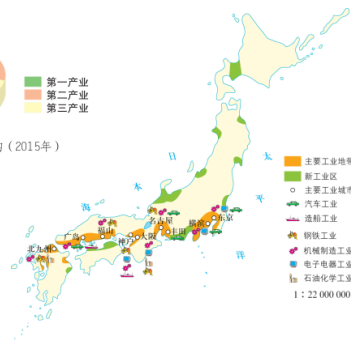 第一产业
第二产业
第三产业
（2015年）
日
本
海
太
平
洋
东京
横滨
名古屋
丰田
大阪
神户
福山
广岛
北九州
主要工业地带
新工业区
主要工业城市
汽车工业
造船工业
钢铁工业
机械制造工业
电子电器工业
石油化学工业
1∶22 000 000